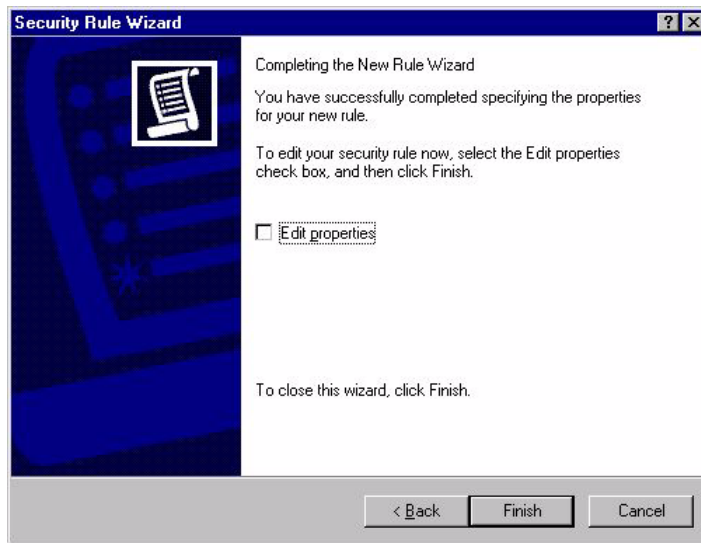 Security Rule Wizard
? ×
Completing the New Rule Wizard
You have successfully completed specifying the properties
for your new rule.
To edit your security rule now, select the Edit properties
check box, and then click Finish.
Edit properties
To close this wizard, click Finish.
< Back
Finish
Cancel